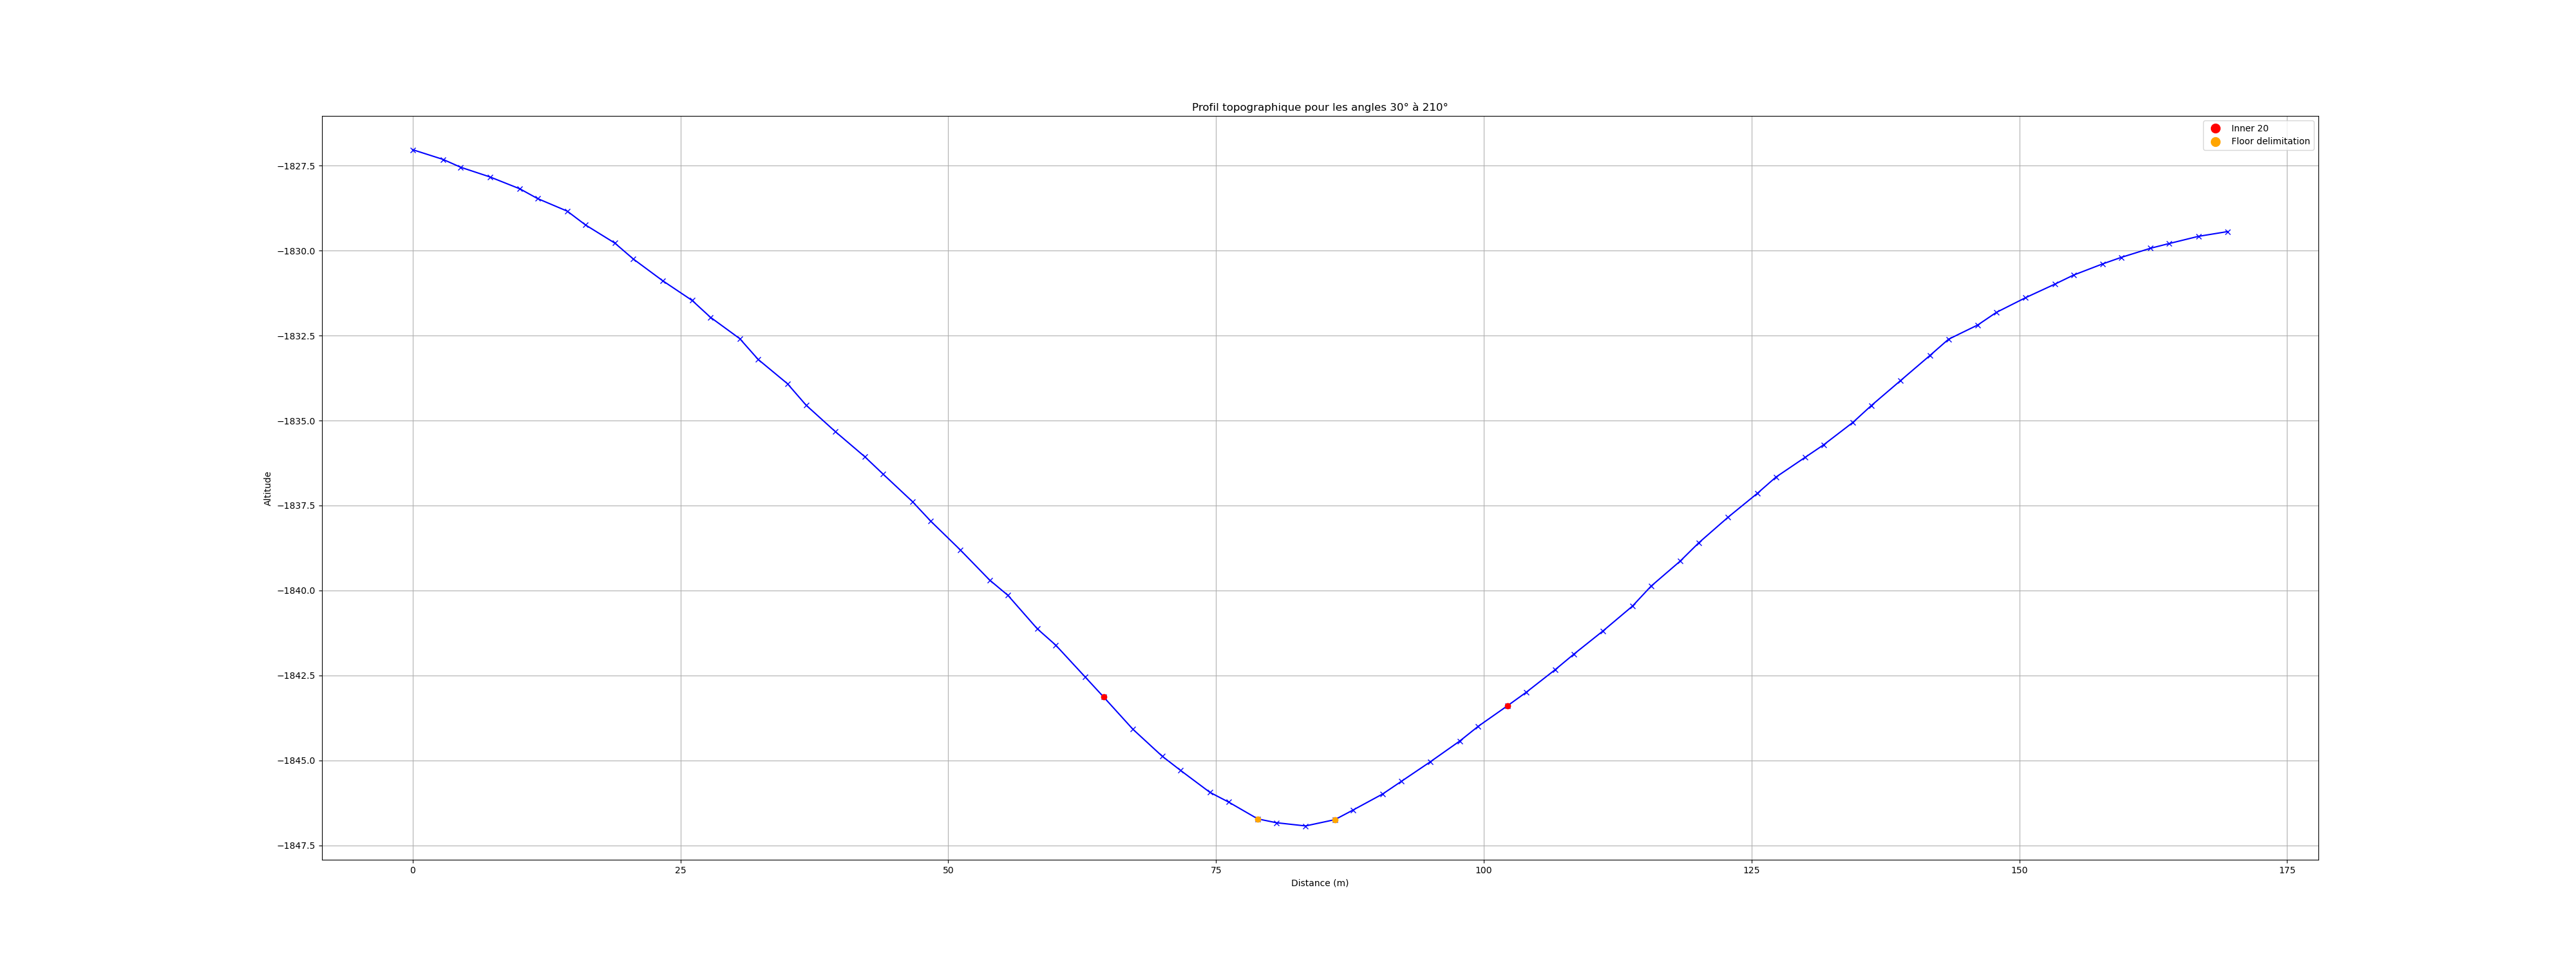 Profil topographique pour les angles 30° à 210°
Inner 20
Floor delimitation
−1827.5
−1830.0
−1832.5
−1835.0
−1837.5
−1840.0
−1842.5
−1845.0
−1847.5
Altitude
0 25 50 75 100 125 150 175
Distance (m)